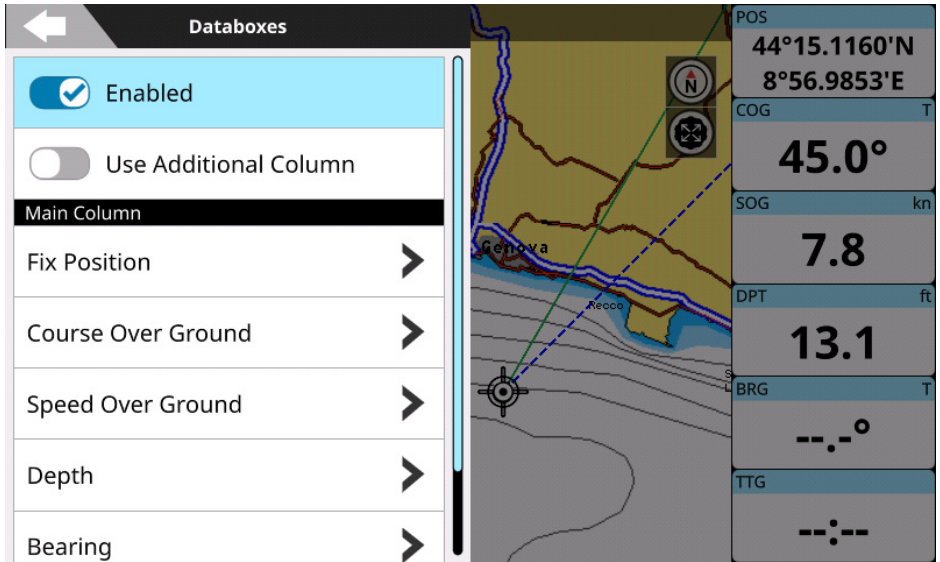 Databoxes
Enabled
Use Additional Column
Main Column
Fix Position
Course Over Ground
Speed Over Ground
Depth
Bearing
N
Genova
Recco
S
L
POS
44°15.1160'N
8°56.9853'E
COG T
45.0°
SOG kn
7.8
DPT ft
13.1
BRG T
--.-°
TTG
--:--